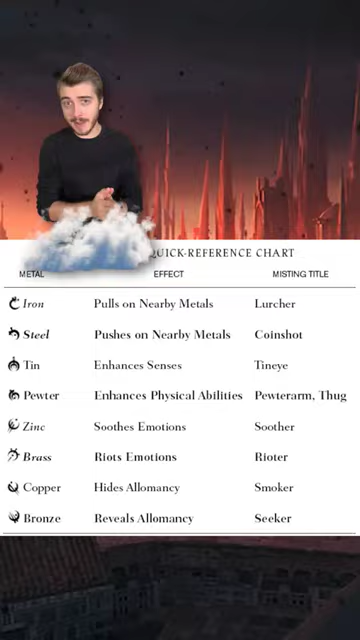 QUICK-REFERENCE CHART
METAL EFFECT MISTING TITLE
Iron Pulls on Nearby Metals Lurcher
Steel Pushes on Nearby Metals Coinshot
Tin Enhances Senses Tineye
Pewter Enhances Physical Abilities Pewterarm, Thug
Zinc Soothes Emotions Soother
Brass Riots Emotions Rioter
Copper Hides Allomancy Smoker
Bronze Reveals Allomancy Seeker